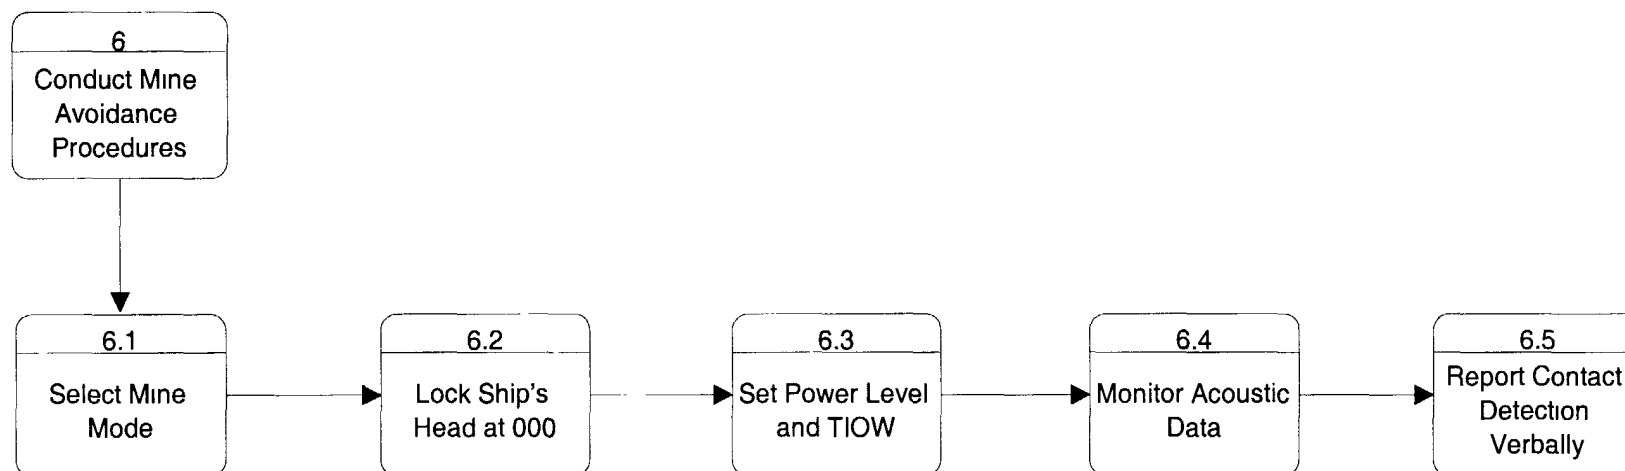 6
Conduct Mine
Avoidance
Procedures
6.1
Select Mine
Mode
6.2
Lock Ship's
Head at 000
6.3
Set Power Level
and TIOW
6.4
Monitor Acoustic
Data
6.5
Report Contact
Detection
Verbally